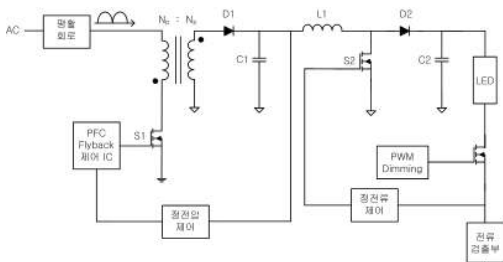 AC
평활
회로
Np : Ns
D1
C1
L1
D2
S2
C2
LED
S1
PFC
Flyback
제어 IC
PWM
Dimming
정전압
제어
정전류
제어
전류
검출부